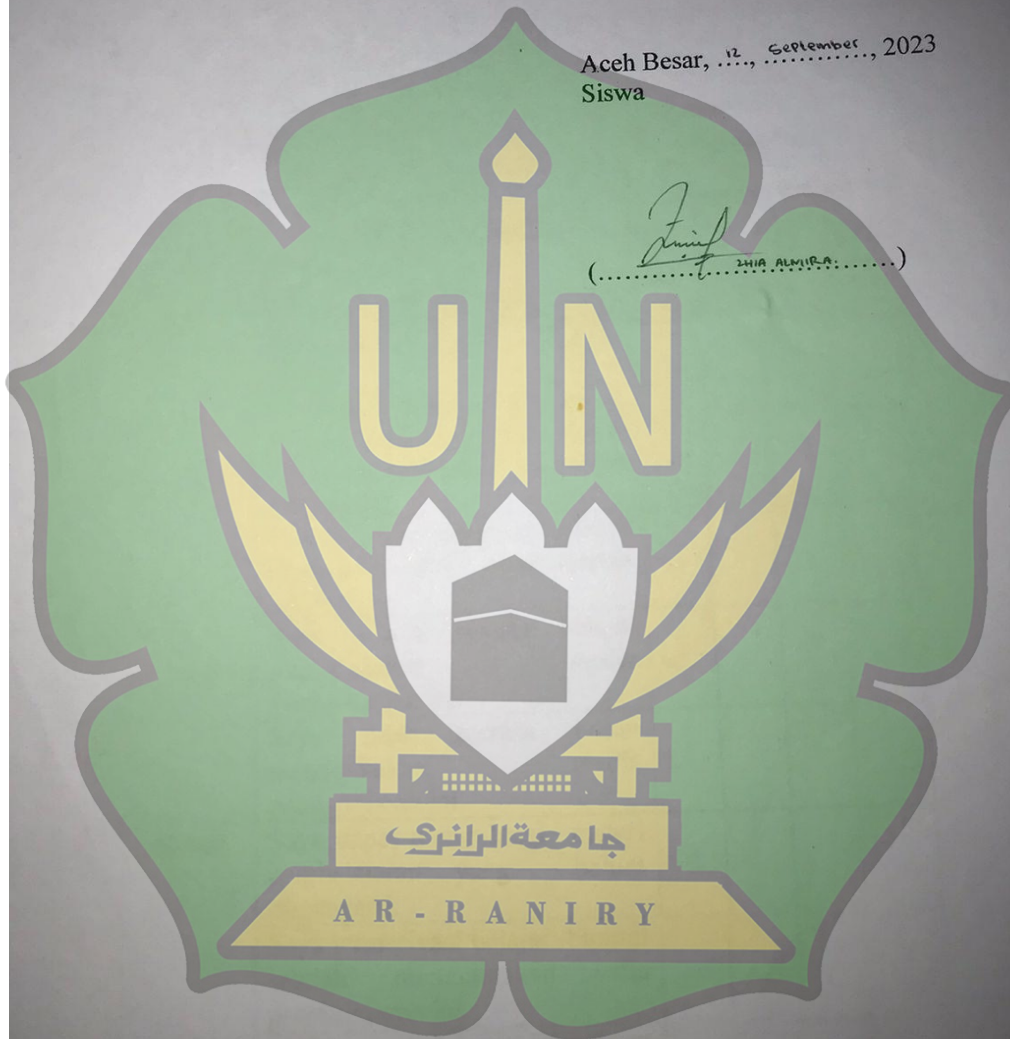 Aceh Besar, 12, September, 2023
Siswa
(ZHIA ALMIRA.)
UIN
جامعة الرانري
AR-RANIRY